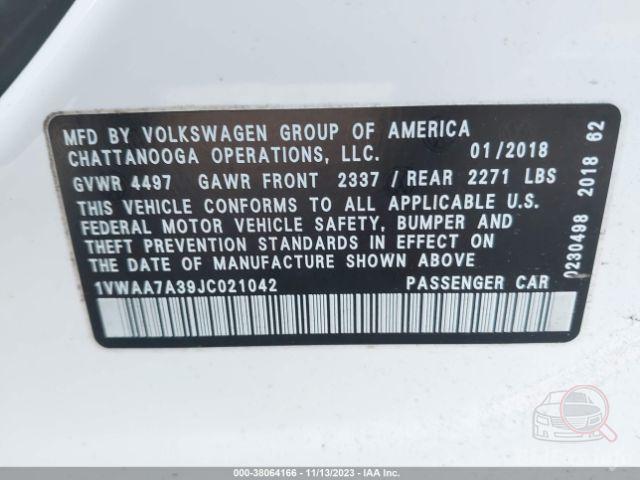 MFD BY VOLKSWAGEN GROUP OF AMERICA
CHATTANOOGA OPERATIONS, LLC. 01/2018
GVWR 4497 GAWR FRONT 2337 / REAR 2271 LBS
THIS VEHICLE CONFORMS TO ALL APPLICABLE U.S.
FEDERAL MOTOR VEHICLE SAFETY, BUMPER AND
THEFT PREVENTION STANDARDS IN EFFECT ON
THE DATE OF MANUFACTURE SHOWN ABOVE
1VWAA7A39JC021042 PASSENGER CAR
0230498 2018 62
000-38064166 - 11/13/2023 - IAAI.com